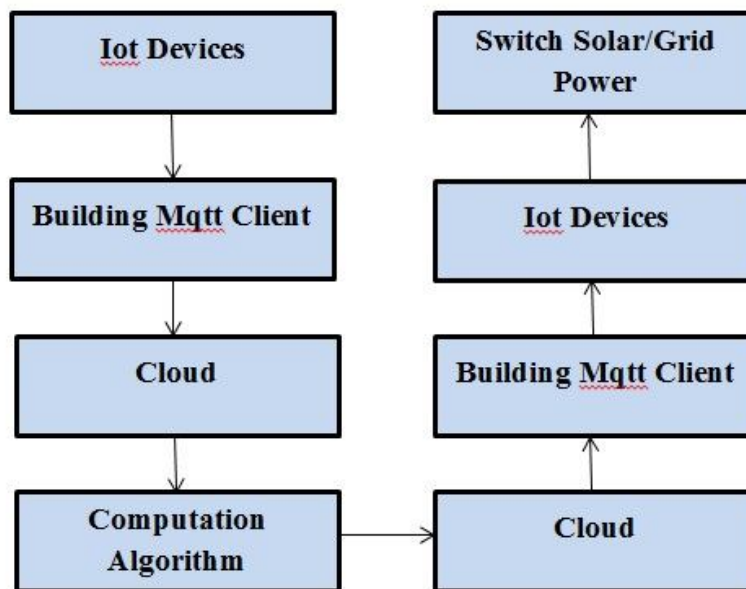 Iot Devices
Building Mqtt Client
Cloud
Computation
Algorithm
Cloud
Building Mqtt Client
Iot Devices
Switch Solar/Grid
Power